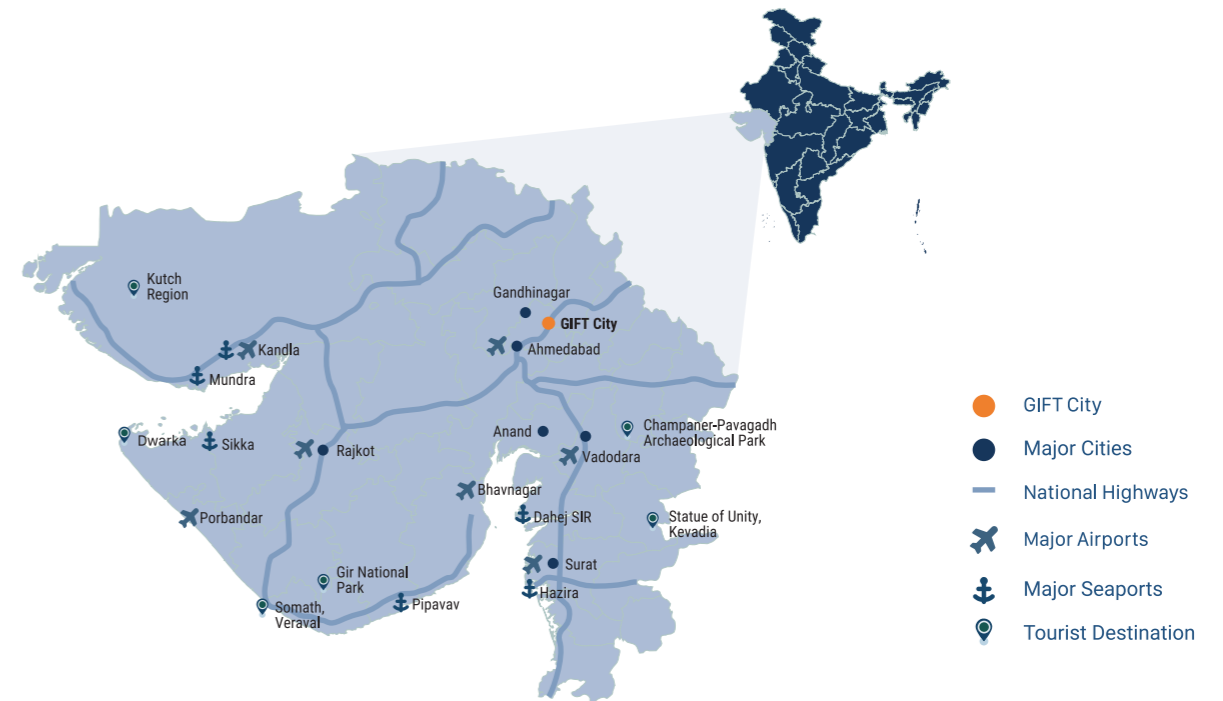 Kutch
Region
Gandhinagar
GIFT City
Ahmedabad
Kandla
Mundra
Dwarka
Sikka
Rajkot
Anand
Vadodara
Champaner-Pavagadh
Archaeological Park
Bhavnagar
Porbandar
Dahej SIR
Statue of Unity,
Kevadia
Surat
Gir National
Park
Hazira
Somath,
Veraval
Pipavav
GIFT City
Major Cities
National Highways
Major Airports
Major Seaports
Tourist Destination